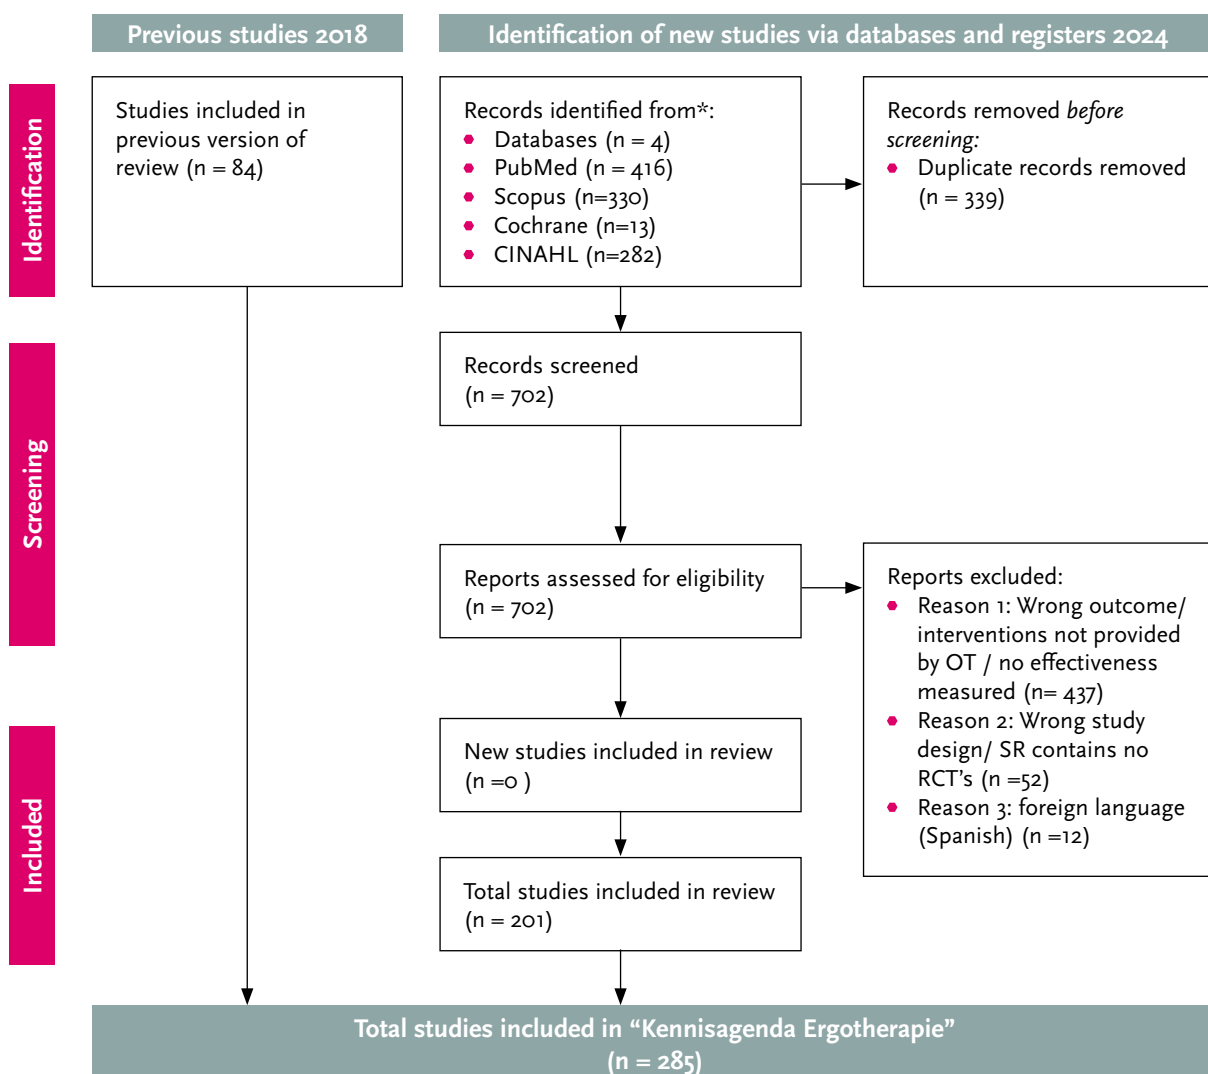 Previous studies 2018
Identification of new studies via databases and registers 2024
Identification
Studies included in
previous version of
review (n = 84)
Records identified from*:
Databases (n = 4)
PubMed (n = 416)
Scopus (n=330)
Cochrane (n=13)
CINAHL (n=282)
Records removed before
screening:
Duplicate records removed
(n = 339)
Screening
Records screened
(n = 702)
Reports assessed for eligibility
(n = 702)
Reports excluded:
Reason 1: Wrong outcome/
interventions not provided
by OT / no effectiveness
measured (n= 437)
Reason 2: Wrong study
design/ SR contains no
RCT's (n =52)
Reason 3: foreign language
(Spanish) (n =12)
Included
New studies included in review
(n =0 )
Total studies included in review
(n = 201)
Total studies included in “Kennisagenda Ergotherapie”
(n = 285)